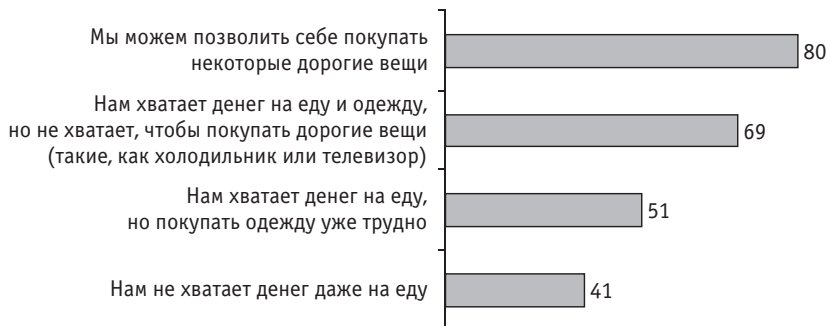 Мы можем позволить себе покупать
некоторые дорогие вещи
80
Нам хватает денег на еду и одежду,
но не хватает, чтобы покупать дорогие вещи
(такие, как холодильник или телевизор)
69
Нам хватает денег на еду,
но покупать одежду уже трудно
51
Нам не хватает денег даже на еду
41